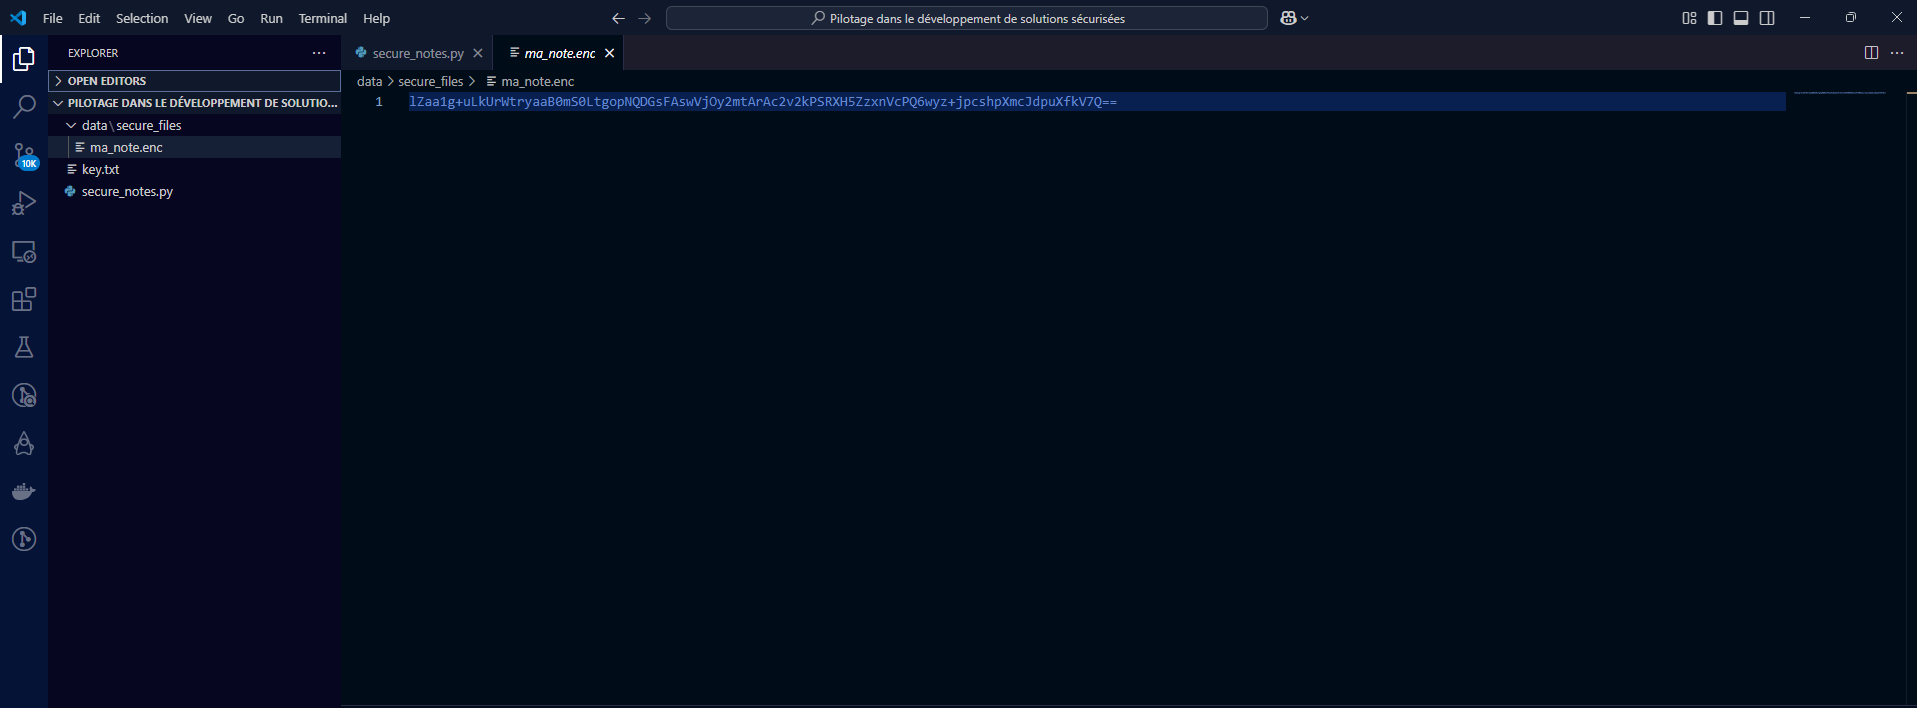 File Edit Selection View Go Run Terminal Help
Pilotage dans le développement de solutions sécurisées
EXPLORER
secure_notes.py
ma_note.enc
OPEN EDITORS
data > secure_files > ma_note.enc
PILOTAGE DANS LE DÉVELOPPEMENT DE SOLUTIO...
1 lZaa1g+uLkUrWtryaaB0mS0LtgopNQDGsFAswVjOy2mtArAc2v2kPSRXH5ZzxnVcPQ6wyz+jpcshpXmcJdpuXfkV7Q==
data\secure_files
ma_note.enc
10K
key.txt
secure_notes.py